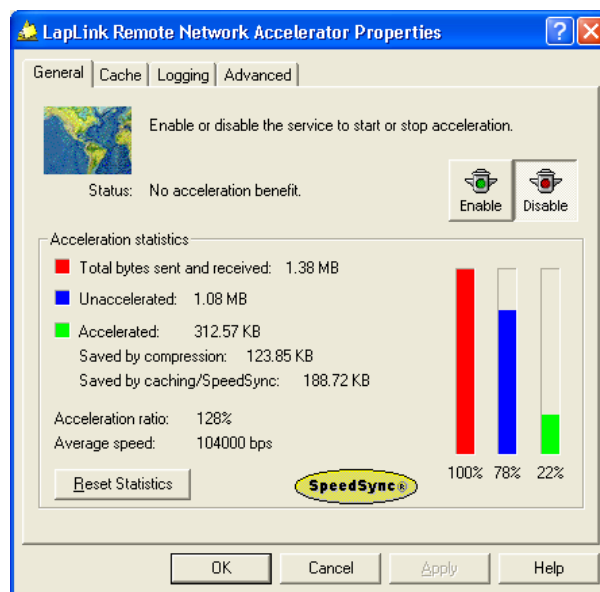 LapLink Remote Network Accelerator Properties
General Cache Logging Advanced
Enable or disable the service to start or stop acceleration.
Status: No acceleration benefit.
Enable Disable
Acceleration statistics
Total bytes sent and received: 1.38 MB
Unaccelerated: 1.08 MB
Accelerated: 312.57 KB
Saved by compression: 123.85 KB
Saved by caching/SpeedSync: 188.72 KB
Acceleration ratio: 128%
Average speed: 104000 bps
100% 78% 22%
Reset Statistics
SpeedSync®
OK Cancel Apply Help